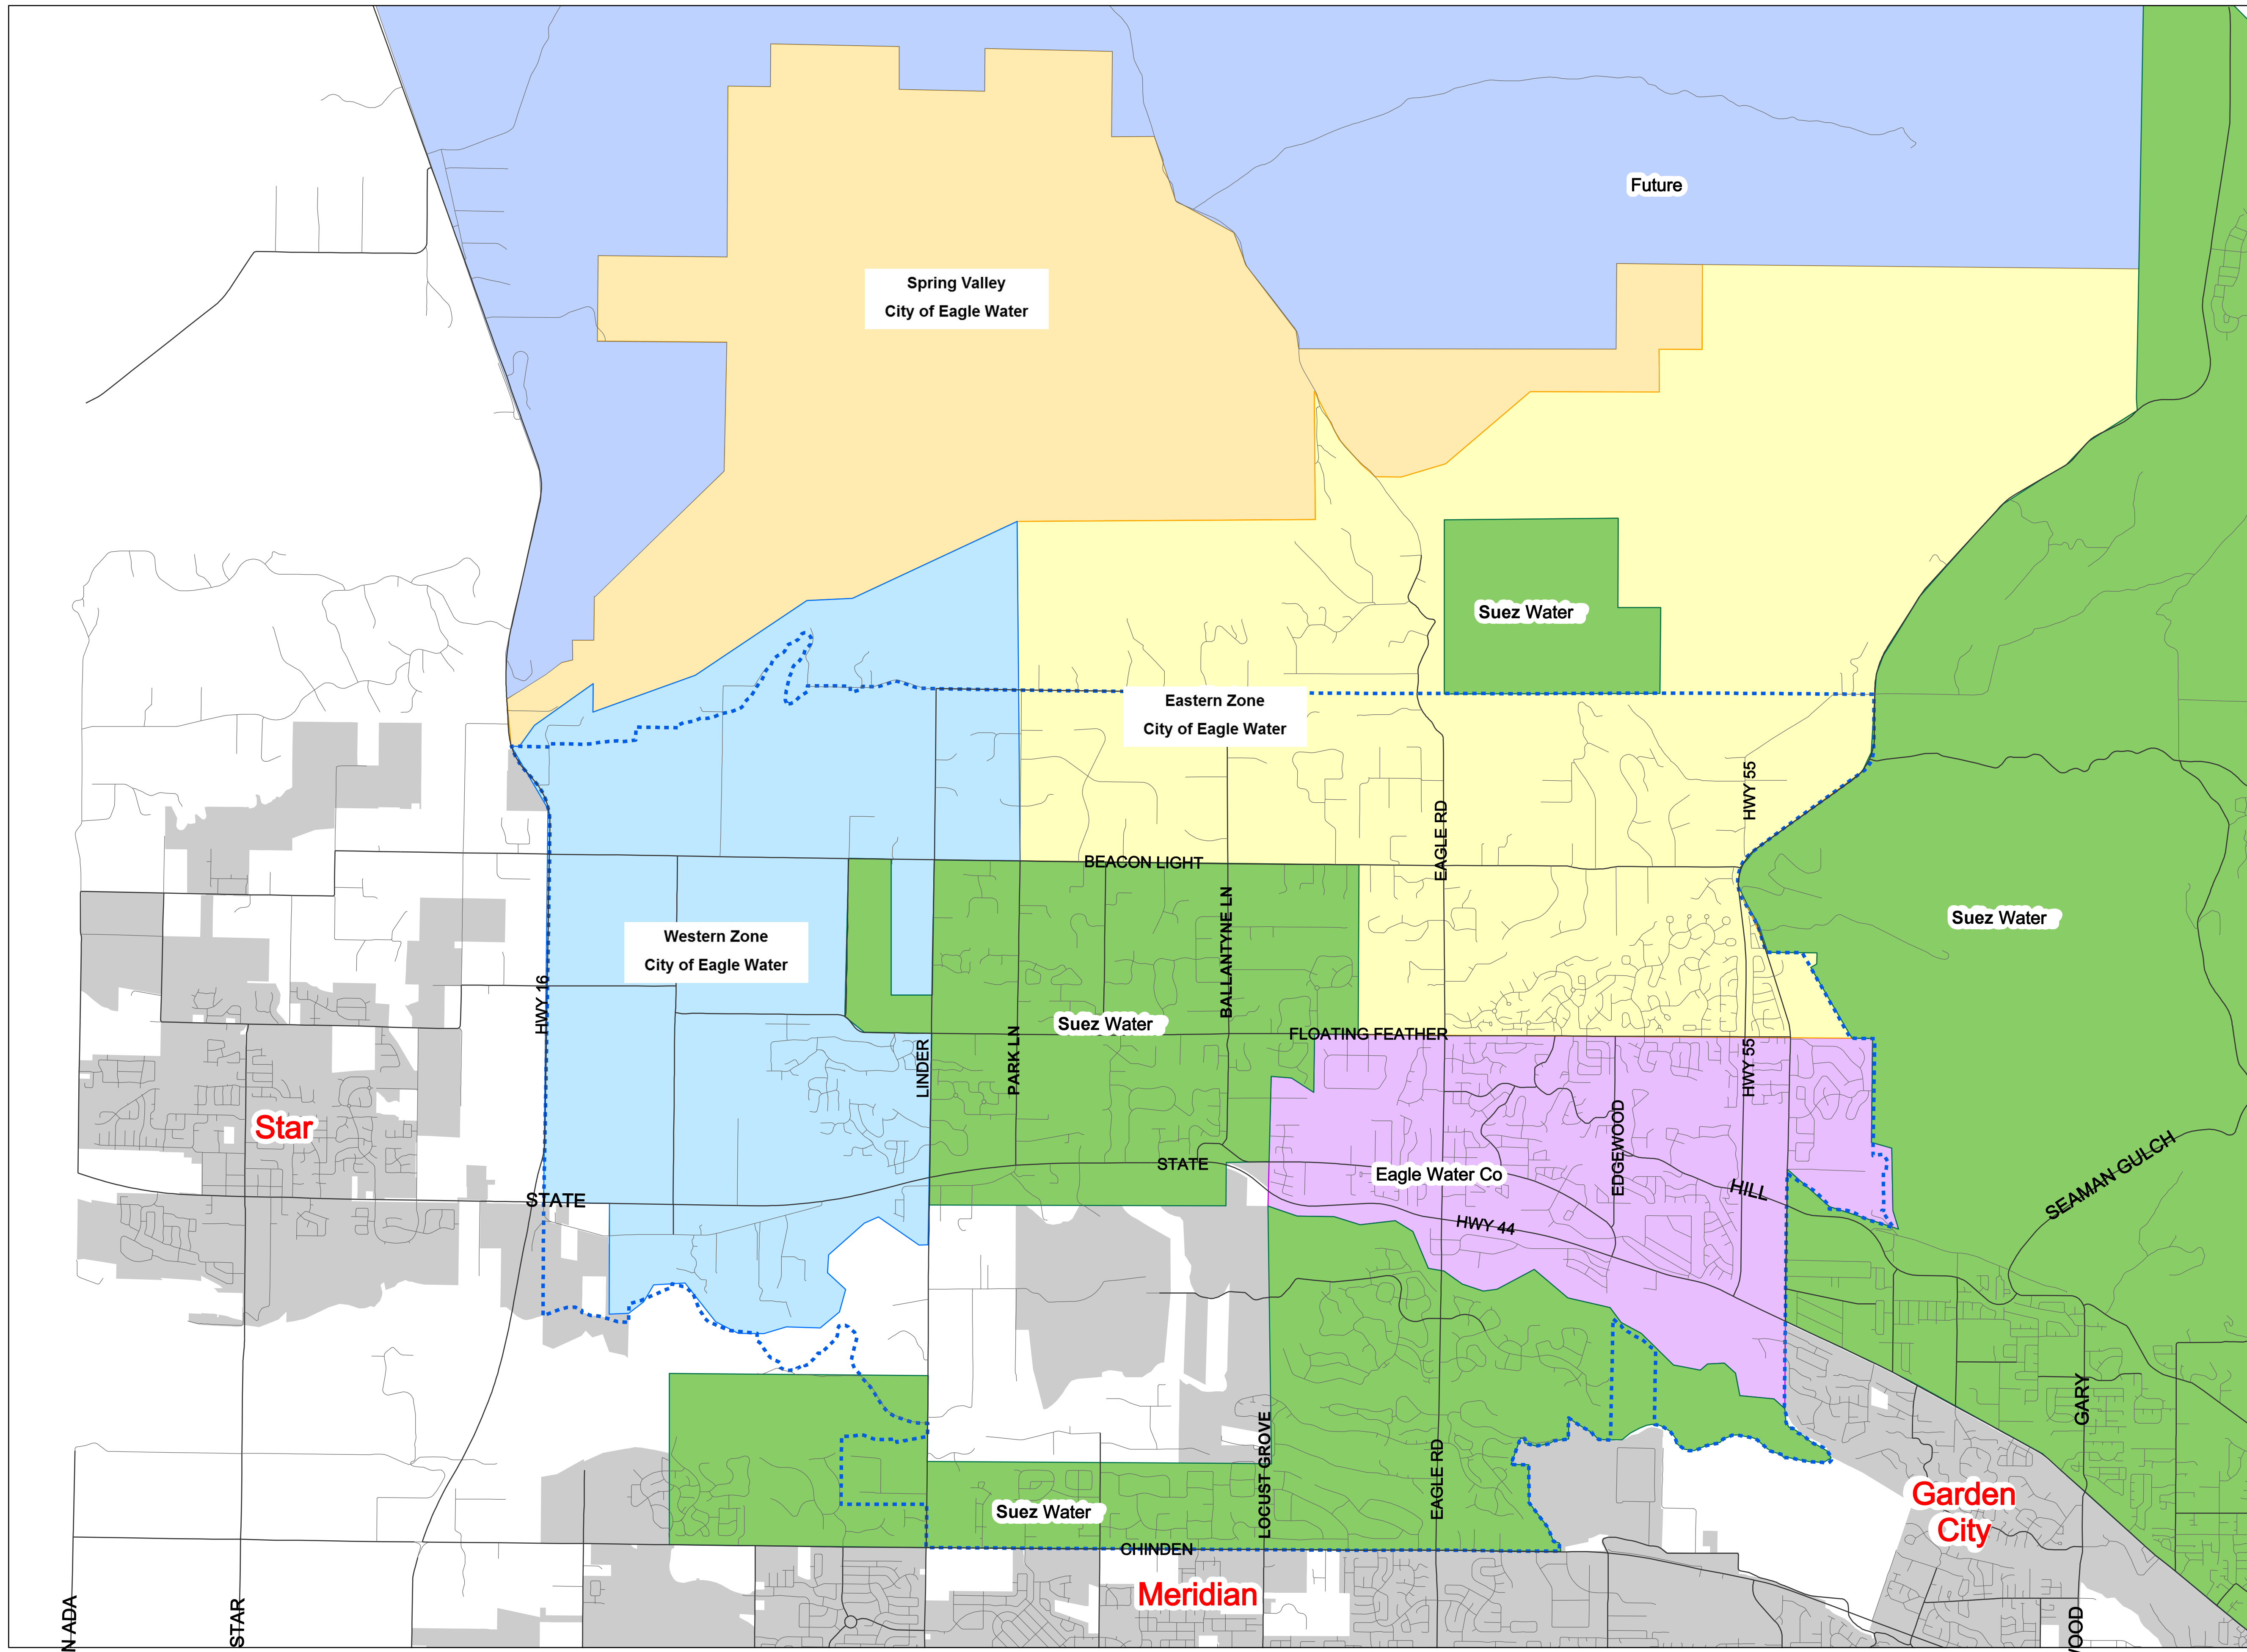 Future
Spring Valley
City of Eagle Water
Suez Water
Eastern Zone
City of Eagle Water
HWY 55
EAGLE RD
BEACON LIGHT
BALLANTYNE LN
Suez Water
Western Zone
City of Eagle Water
HWY 16
Suez Water
FLOATING FEATHER
LINDER
PARK LN
HWY 55
Star
EDGEWOOD
STATE
Eagle Water Co
SEAMAN GULCH
STATE
HILL
HWY 44
GARY
LOCUST GROVE
EAGLE RD
Suez Water
Garden
City
CHINDEN
Meridian
N ADA
STAR